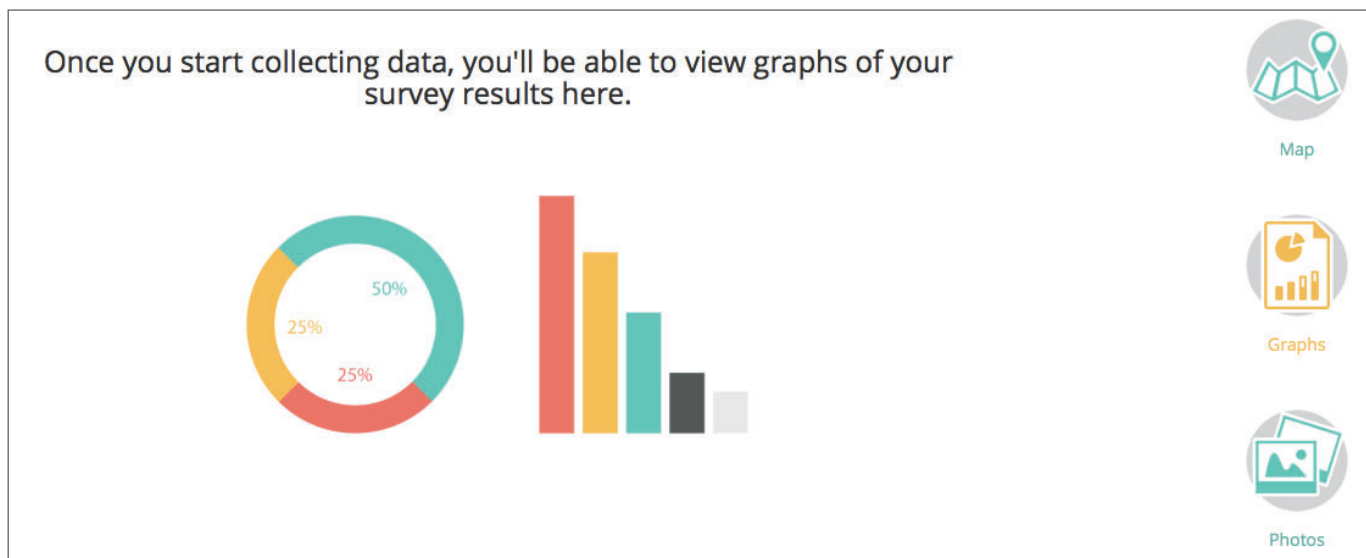 Once you start collecting data, you'll be able to view graphs of your
survey results here.
Map
50%
25%
25%
Graphs
Photos